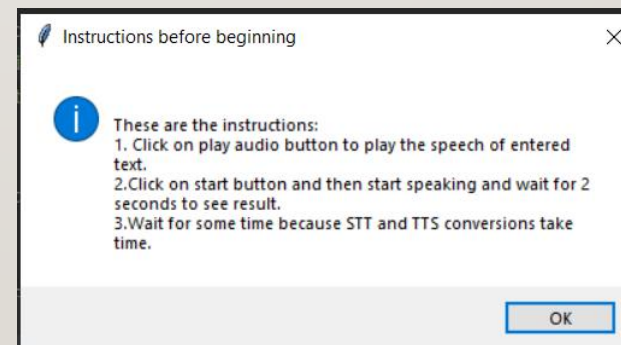 Instructions before beginning
These are the instructions:
1. Click on play audio button to play the speech of entered
text.
2.Click on start button and then start speaking and wait for 2
seconds to see result.
3.Wait for some time because STT and TTS conversions take
time.
OK